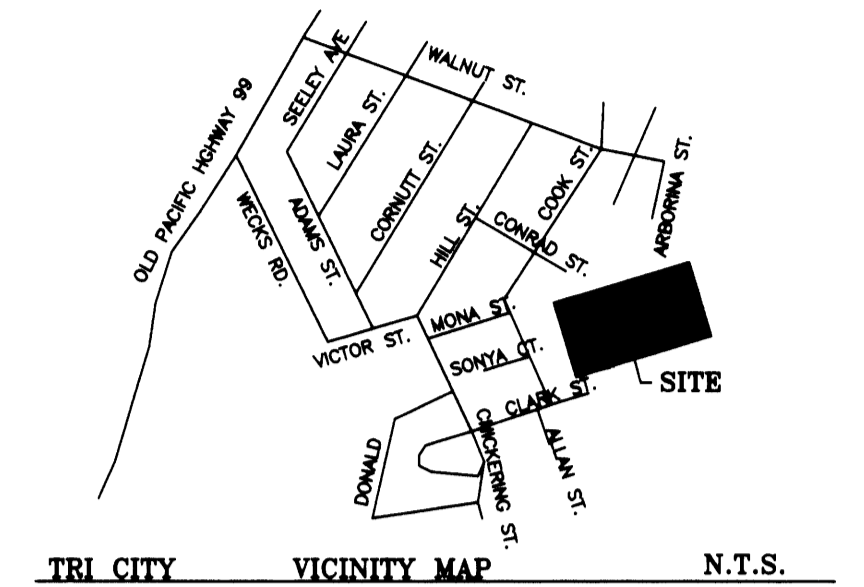 SEELEY AVE
WALNUT ST.
OLD PACIFIC HGHWAY 99
LAURA ST.
CORNUTT ST.
COOK ST.
ARBORINA ST.
WECKS RD.
ADAMS ST.
HILL ST.
CONRAD ST.
MONA ST.
VICTOR ST.
SONYA CT.
SITE
CLARK ST.
CHICKERING ST.
ALLAN ST.
DONALD
TRI CITY VICINITY MAP N.T.S.